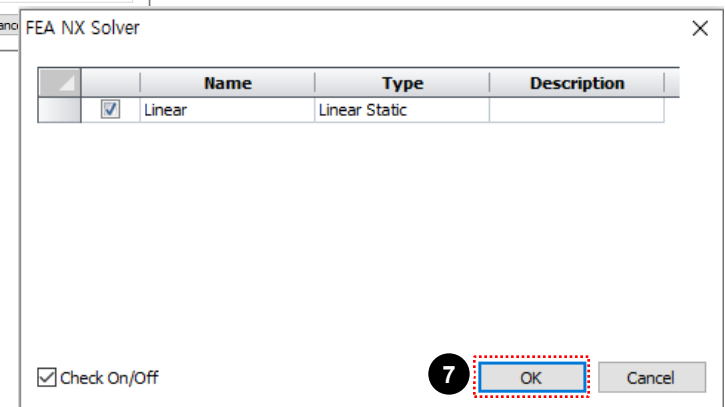 FEA NX Solver
Name Type Description
Linear Linear Static
Check On/Off 7 OK Cancel